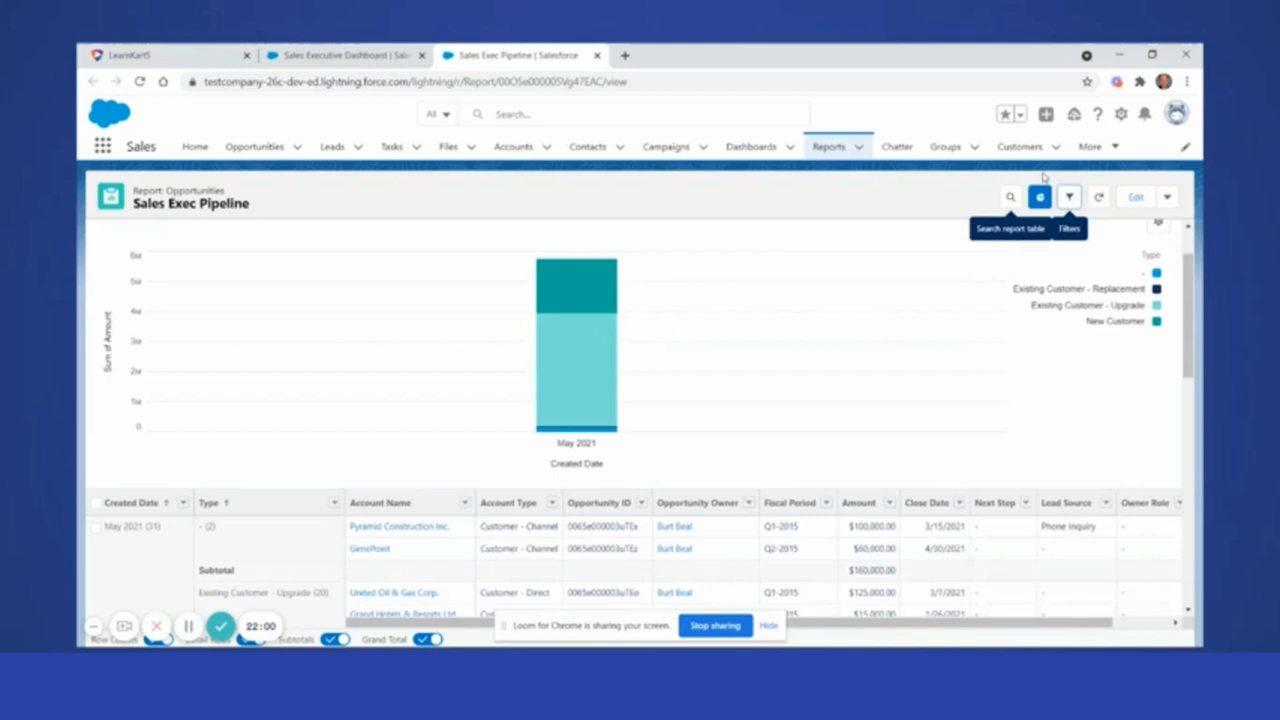 LearnKartS
Sales Executive Dashboard | Sale
Sales Exec Pipeline | Salesforce
testcompany-26c-dev-ed.lightning.force.com/lightning/r/Report/00O5e000005Vg47EAC/view
All
Search...
Sales
Home
Opportunities
Leads
Tasks
Files
Accounts
Contacts
Campaigns
Dashboards
Reports
Chatter
Groups
Customers
More
Report: Opportunities
Sales Exec Pipeline
Edit
Search report table
Filters
6M
5M
4M
3M
2M
1M
0
Sum of Amount
May 2021
Created Date
Type
-
Existing Customer - Replacement
Existing Customer - Upgrade
New Customer
Created Date ↑ Type ↑ Account Name Account Type Opportunity ID Opportunity Owner Fiscal Period Amount Close Date Next Step Lead Source Owner Role
May 2021 (31) - (2) Pyramid Construction Inc. Customer - Channel 0065e000003uTEx Burt Beal Q1-2015 $100,000.00 3/15/2021 - Phone Inquiry -
GenePoint Customer - Channel 0065e000003uTEz Burt Beal Q2-2015 $60,000.00 4/30/2021 - - -
Subtotal $160,000.00
Existing Customer - Upgrade (20) United Oil & Gas Corp. Customer - Direct 0065e000003uTEo Burt Beal Q1-2015 $125,000.00 3/7/2021 - - -
Grand Hotels & Resorts Ltd $15,000.00
22:00
Loom for Chrome is sharing your screen.
Stop sharing
Hide
Subtotals
Grand Total